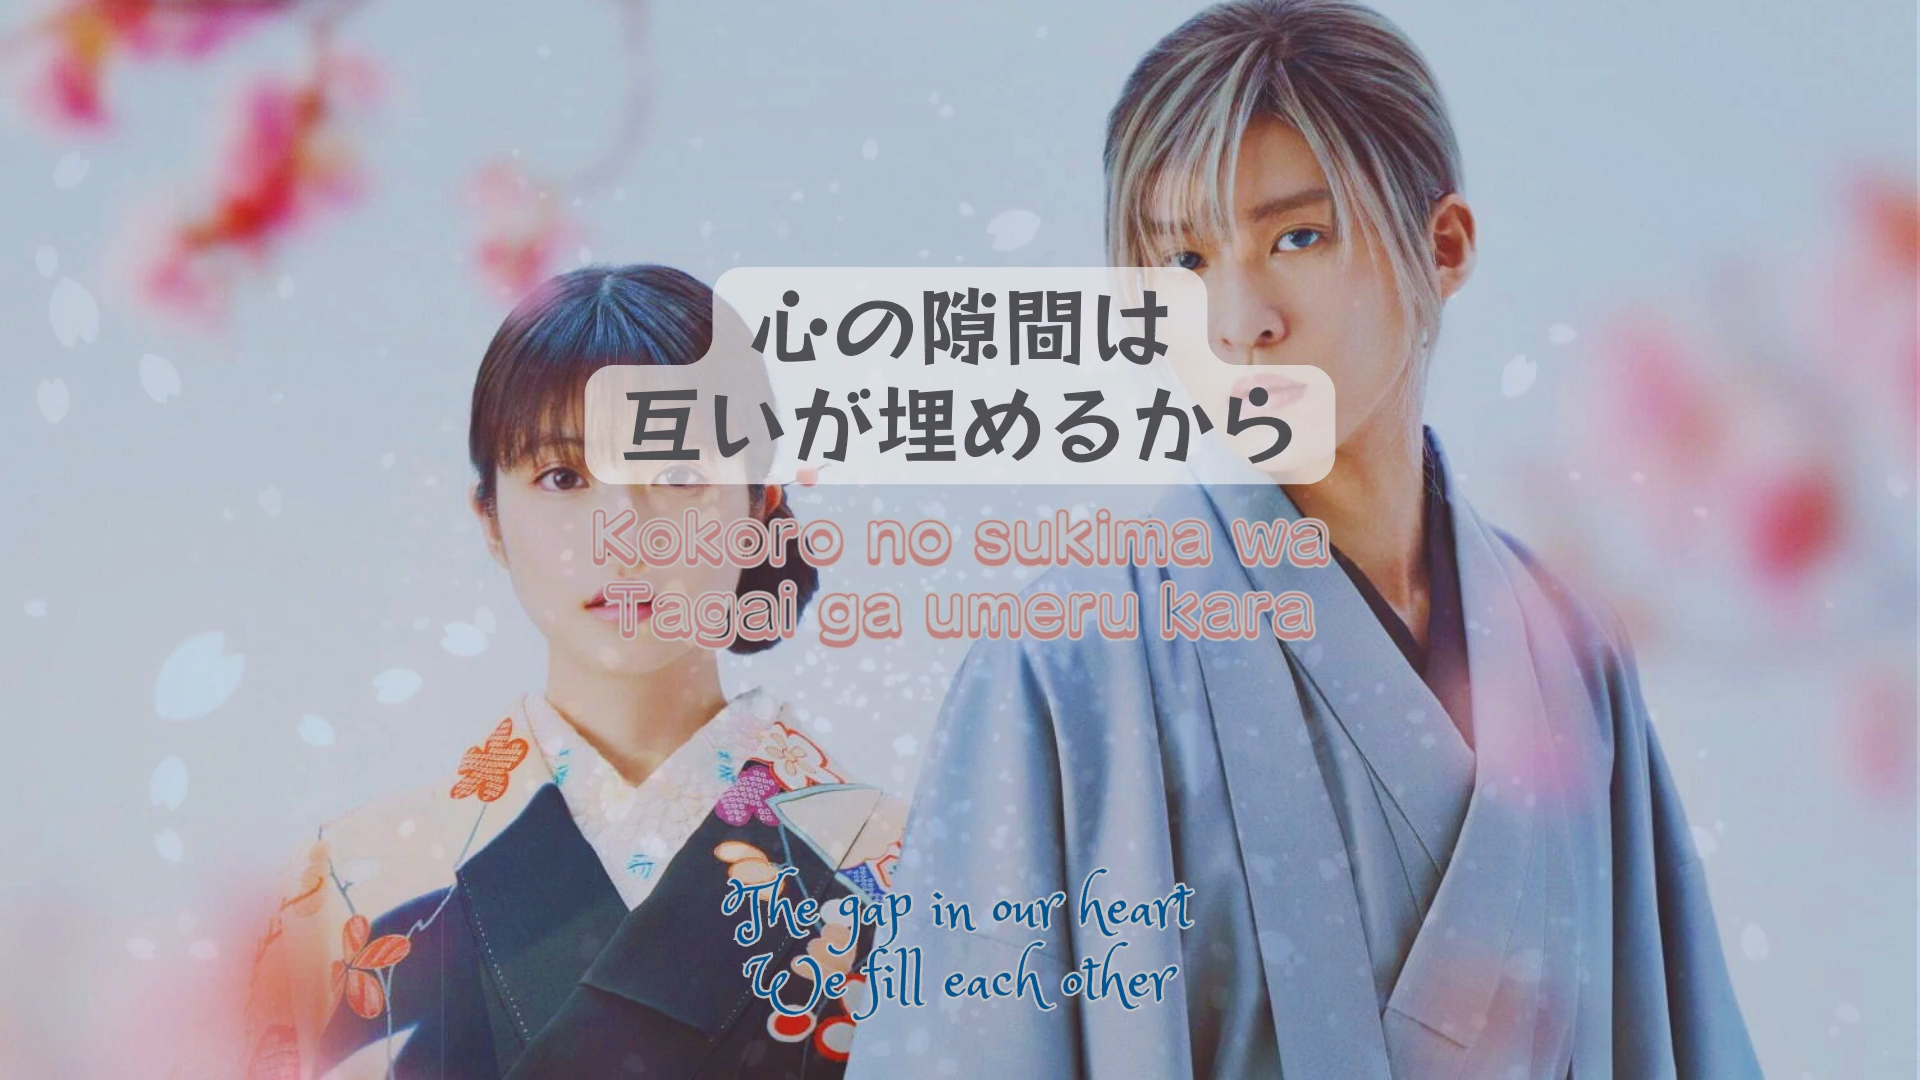 心の隙間は
互いが埋めるから
Kokoro no sukima wa
Tagai ga umeru kara
The gap in our heart
We fill each other